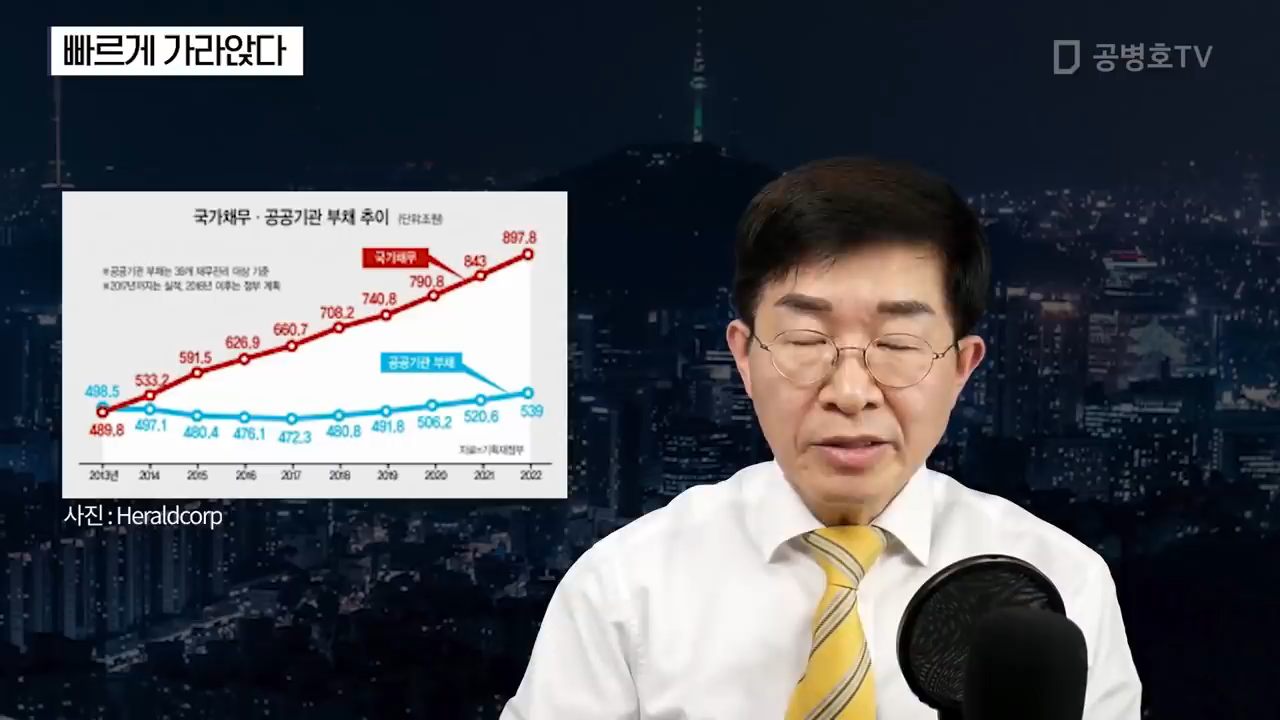 빠르게 가라앉다
공병호TV
국가채무 · 공공기관 부채 추이 (단위:조원)
※공공기관 부채는 39개 재무관리 대상 기준
※2017년까지는 실적, 2018년 이후는 정부 계획
국가채무
공공기관 부채
489.8 533.2 591.5 626.9 660.7 708.2 740.8 790.8 843 897.8
498.5 497.1 480.4 476.1 472.3 480.8 491.8 506.2 520.6 539
자료=기획재정부
2013년 2014 2015 2016 2017 2018 2019 2020 2021 2022
사진 : Heraldcorp